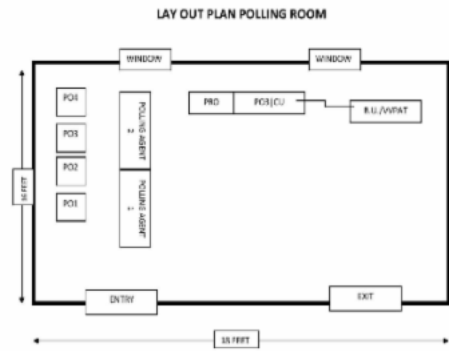 LAY OUT PLAN POLLING ROOM
WINDOW
WINDOW
PO4
PO3
PO2
PO1
POLLING AGENT
2
POLLING AGENT
1
PRO
PO3|CU
B.U./VVPAT
FEET
ENTRY
EXIT
18 FEET